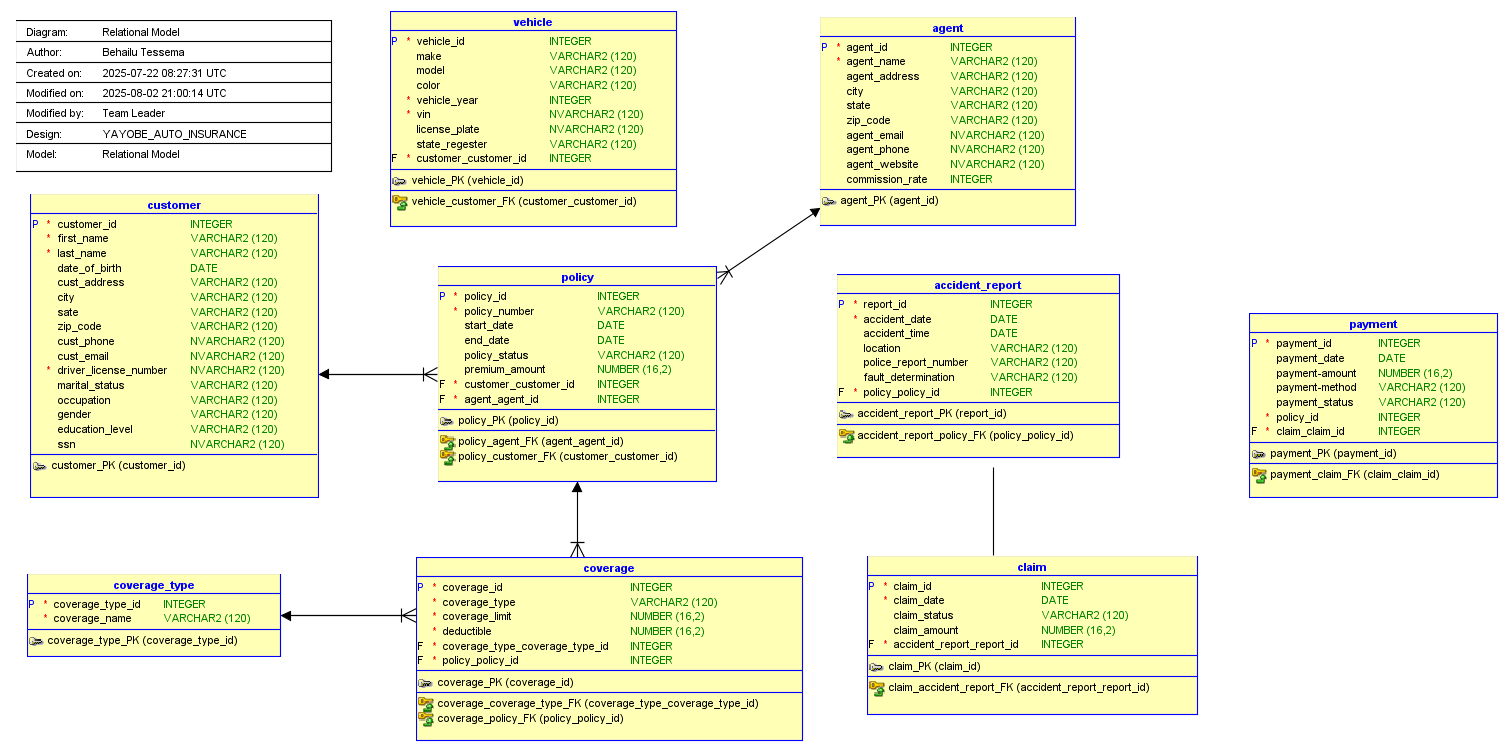 Diagram: Relational Model
Author: Behailu Tessema
Created on: 2025-07-22 08:27:31 UTC
Modified on: 2025-08-02 21:00:14 UTC
Modified by: Team Leader
Design: YAYOBE_AUTO_INSURANCE
Model: Relational Model
vehicle
P * vehicle_id INTEGER
make VARCHAR2 (120)
model VARCHAR2 (120)
color VARCHAR2 (120)
* vehicle_year INTEGER
* vin NVARCHAR2 (120)
license_plate NVARCHAR2 (120)
state_regester VARCHAR2 (120)
F * customer_customer_id INTEGER
vehicle_PK (vehicle_id)
vehicle_customer_FK (customer_customer_id)
agent
P * agent_id INTEGER
* agent_name VARCHAR2 (120)
agent_address VARCHAR2 (120)
city VARCHAR2 (120)
state VARCHAR2 (120)
zip_code VARCHAR2 (120)
agent_email NVARCHAR2 (120)
agent_phone NVARCHAR2 (120)
agent_website NVARCHAR2 (120)
commission_rate INTEGER
agent_PK (agent_id)
customer
P * customer_id INTEGER
* first_name VARCHAR2 (120)
* last_name VARCHAR2 (120)
date_of_birth DATE
cust_address VARCHAR2 (120)
city VARCHAR2 (120)
sate VARCHAR2 (120)
zip_code VARCHAR2 (120)
cust_phone NVARCHAR2 (120)
cust_email NVARCHAR2 (120)
* driver_license_number NVARCHAR2 (120)
marital_status VARCHAR2 (120)
occupation VARCHAR2 (120)
gender VARCHAR2 (120)
education_level VARCHAR2 (120)
ssn NVARCHAR2 (120)
customer_PK (customer_id)
policy
P * policy_id INTEGER
* policy_number VARCHAR2 (120)
start_date DATE
end_date DATE
policy_status VARCHAR2 (120)
premium_amount NUMBER (16,2)
F * customer_customer_id INTEGER
F * agent_agent_id INTEGER
policy_PK (policy_id)
policy_agent_FK (agent_agent_id)
policy_customer_FK (customer_customer_id)
accident_report
P * report_id INTEGER
* accident_date DATE
accident_time DATE
location VARCHAR2 (120)
police_report_number VARCHAR2 (120)
fault_determination VARCHAR2 (120)
F * policy_policy_id INTEGER
accident_report_PK (report_id)
accident_report_policy_FK (policy_policy_id)
payment
P * payment_id INTEGER
payment_date DATE
payment-amount NUMBER (16,2)
payment-method VARCHAR2 (120)
payment_status VARCHAR2 (120)
* policy_id INTEGER
F * claim_claim_id INTEGER
payment_PK (payment_id)
payment_claim_FK (claim_claim_id)
coverage_type
P * coverage_type_id INTEGER
* coverage_name VARCHAR2 (120)
coverage_type_PK (coverage_type_id)
coverage
P * coverage_id INTEGER
* coverage_type VARCHAR2 (120)
* coverage_limit NUMBER (16,2)
* deductible NUMBER (16,2)
F * coverage_type_coverage_type_id INTEGER
F * policy_policy_id INTEGER
coverage_PK (coverage_id)
coverage_coverage_type_FK (coverage_type_coverage_type_id)
coverage_policy_FK (policy_policy_id)
claim
P * claim_id INTEGER
* claim_date DATE
claim_status VARCHAR2 (120)
claim_amount NUMBER (16,2)
F * accident_report_report_id INTEGER
claim_PK (claim_id)
claim_accident_report_FK (accident_report_report_id)